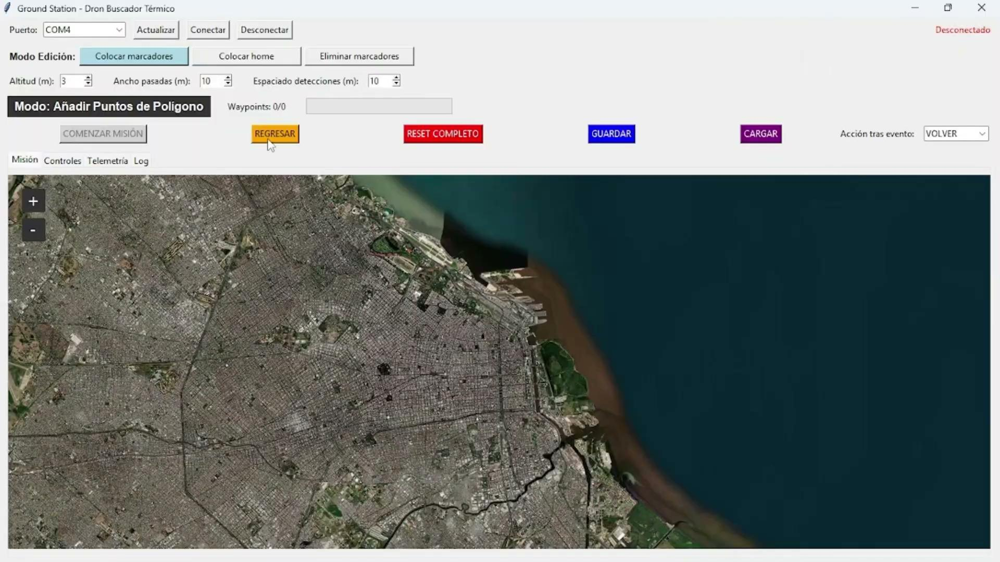 Ground Station - Dron Buscador Térmico
Puerto: COM4 Actualizar Conectar Desconectar Desconectado
Modo Edición: Colocar marcadores Colocar home Eliminar marcadores
Altitud (m): 3 Ancho pasadas (m): 10 Espaciado detecciones (m): 10
Modo: Añadir Puntos de Polígono Waypoints: 0/0
COMENZAR MISIÓN REGRESAR RESET COMPLETO GUARDAR CARGAR Acción tras evento: VOLVER
Misión Controles Telemetría Log
+
-